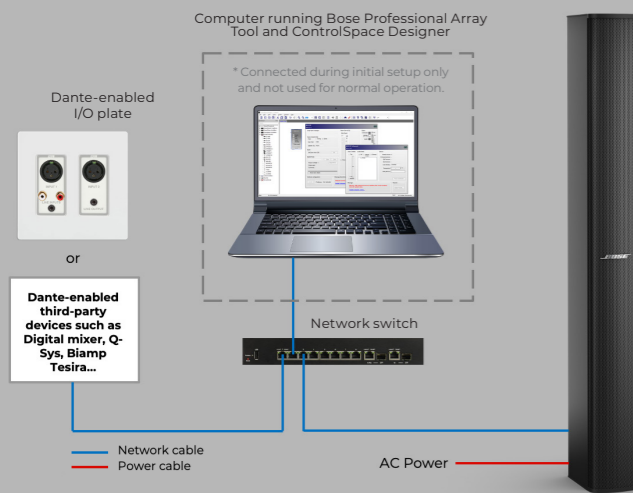 Computer running Bose Professional Array
Tool and ControlSpace Designer
* Connected during initial setup only
and not used for normal operation.
Dante-enabled
I/O plate
or
Dante-enabled
third-party
devices such as
Digital mixer, Q-
Sys, Biamp
Tesira...
Network switch
BOSE
Network cable
Power cable
AC Power